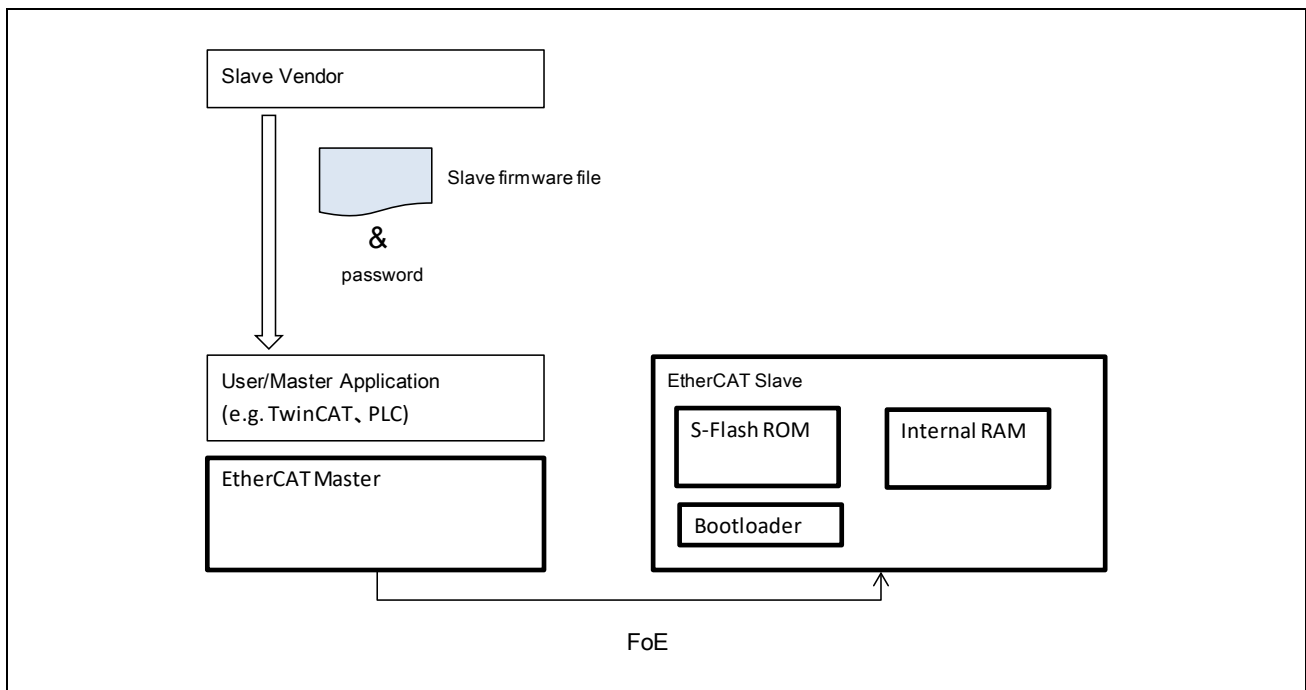 Slave Vendor
Slave firmware file
&
password
User/Master Application
(e.g. TwinCAT、PLC)
EtherCAT Master
EtherCAT Slave
S-Flash ROM
Internal RAM
Bootloader
FoE